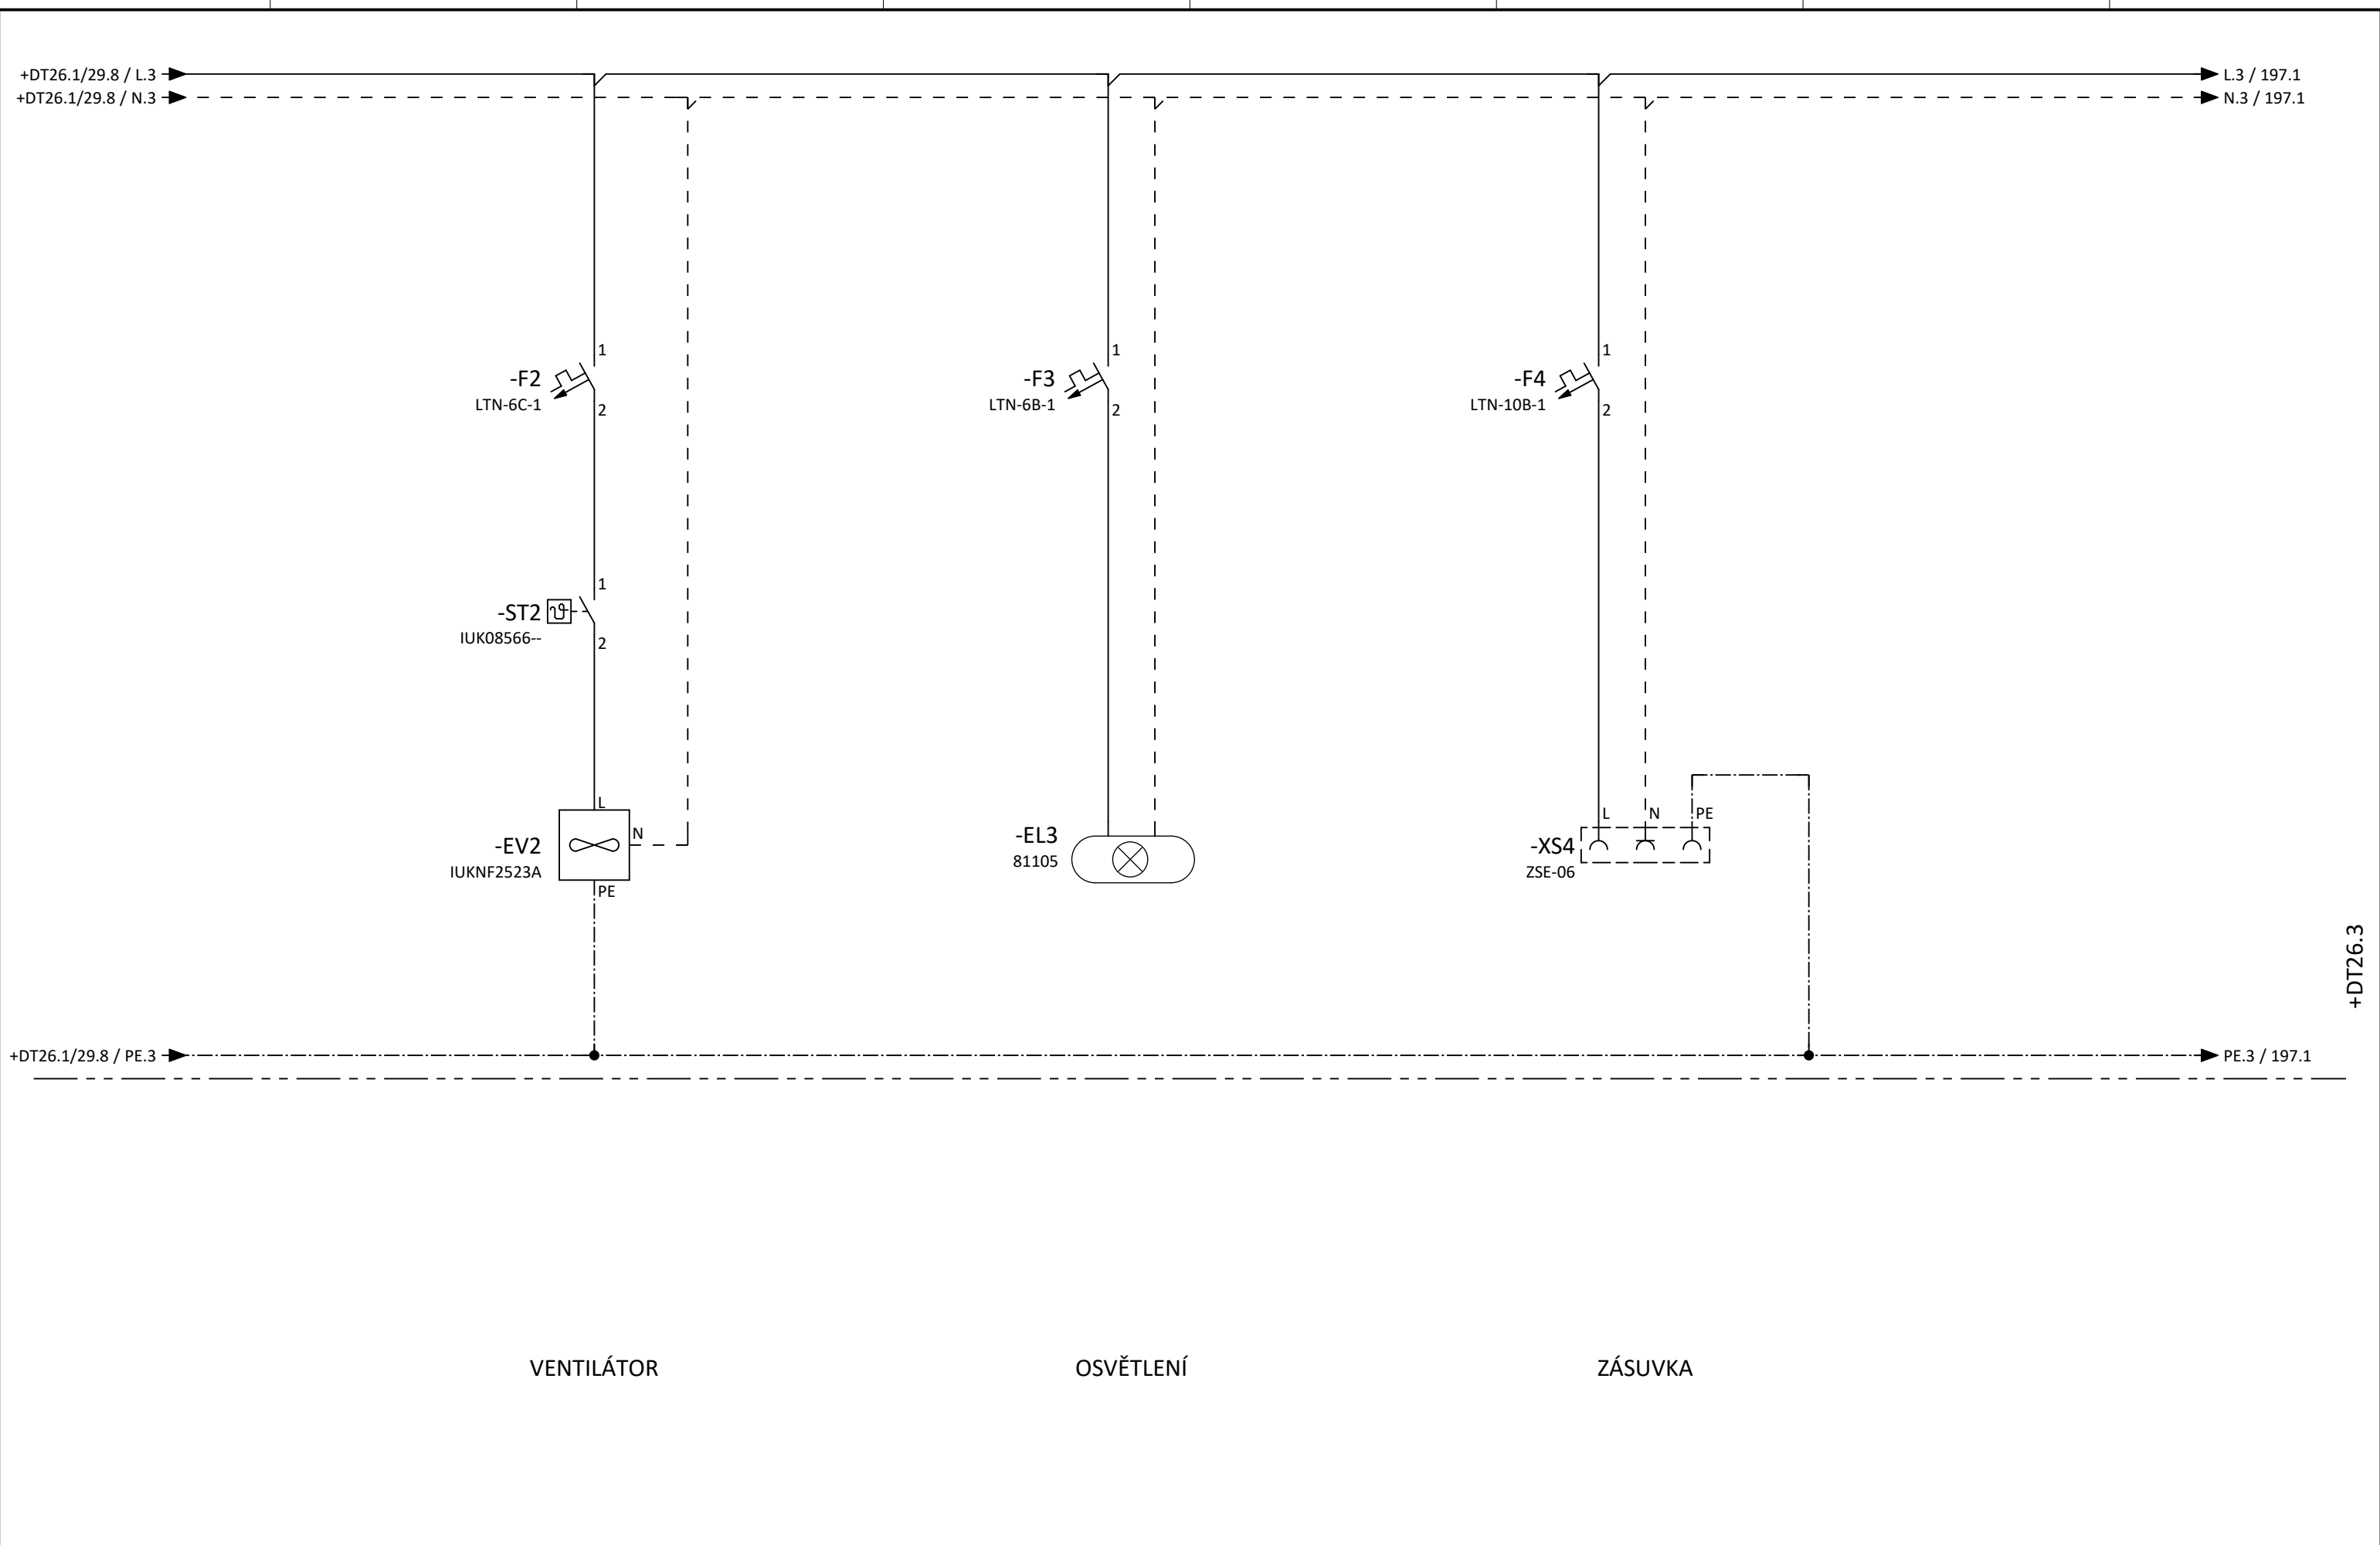 +DT26.1/29.8 / L.3
L.3 / 197.1
+DT26.1/29.8 / N.3
N.3 / 197.1
1
-F2
LTN-6C-1
2
1
-F3
LTN-6B-1
2
1
-F4
LTN-10B-1
2
1
-ST2
IUK08566--
2
L
-EV2
N
IUKNF2523A
PE
-EL3
81105
L
N
PE
-XS4
ZSE-06
+DT26.3
+DT26.1/29.8 / PE.3
PE.3 / 197.1
VENTILÁTOR
OSVĚTLENÍ
ZÁSUVKA